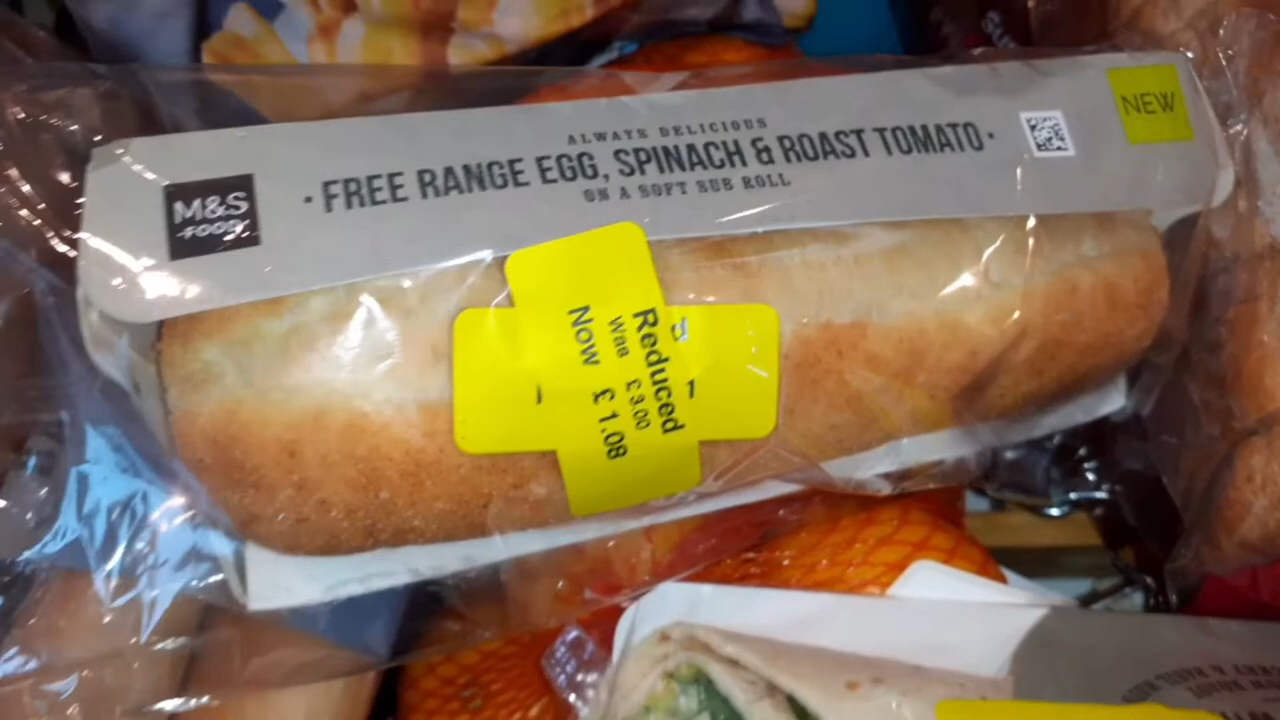 ALWAYS DELICIOUS
· FREE RANGE EGG, SPINACH & ROAST TOMATO ·
ON A SOFT SUB ROLL
M&S
FOOD
NEW
Reduced
Was £3.00
Now £1.08